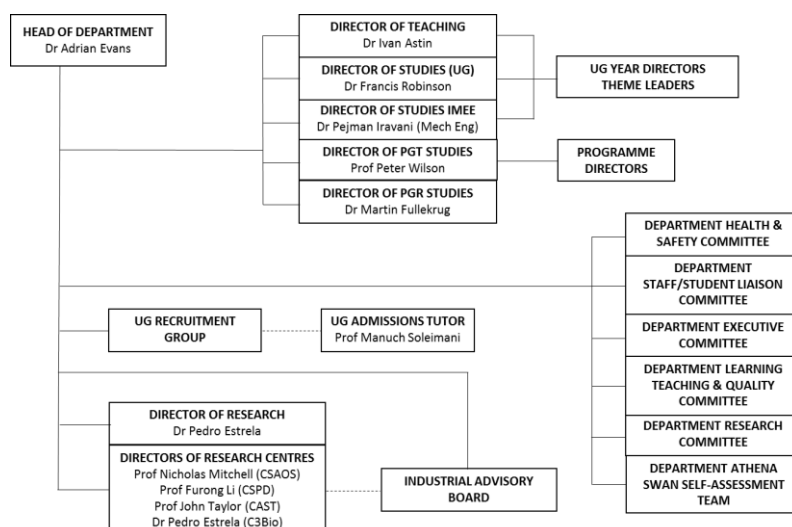 HEAD OF DEPARTMENT
Dr Adrian Evans
DIRECTOR OF TEACHING
Dr Ivan Astin
DIRECTOR OF STUDIES (UG)
Dr Francis Robinson
DIRECTOR OF STUDIES IMEE
Dr Pejman Iravani (Mech Eng)
DIRECTOR OF PGT STUDIES
Prof Peter Wilson
DIRECTOR OF PGR STUDIES
Dr Martin Fullekrug
UG YEAR DIRECTORS
THEME LEADERS
PROGRAMME
DIRECTORS
DEPARTMENT HEALTH &
SAFETY COMMITTEE
DEPARTMENT
STAFF/STUDENT LIAISON
COMMITTEE
DEPARTMENT EXECUTIVE
COMMITTEE
DEPARTMENT LEARNING
TEACHING & QUALITY
COMMITTEE
DEPARTMENT RESEARCH
COMMITTEE
DEPARTMENT ATHENA
SWAN SELF-ASSESSMENT
TEAM
UG RECRUITMENT
GROUP
UG ADMISSIONS TUTOR
Prof Manuch Soleimani
DIRECTOR OF RESEARCH
Dr Pedro Estrela
DIRECTORS OF RESEARCH CENTRES
Prof Nicholas Mitchell (CSAOS)
Prof Furong Li (CSPD)
Prof John Taylor (CAST)
Dr Pedro Estrela (C3Bio)
INDUSTRIAL ADVISORY
BOARD